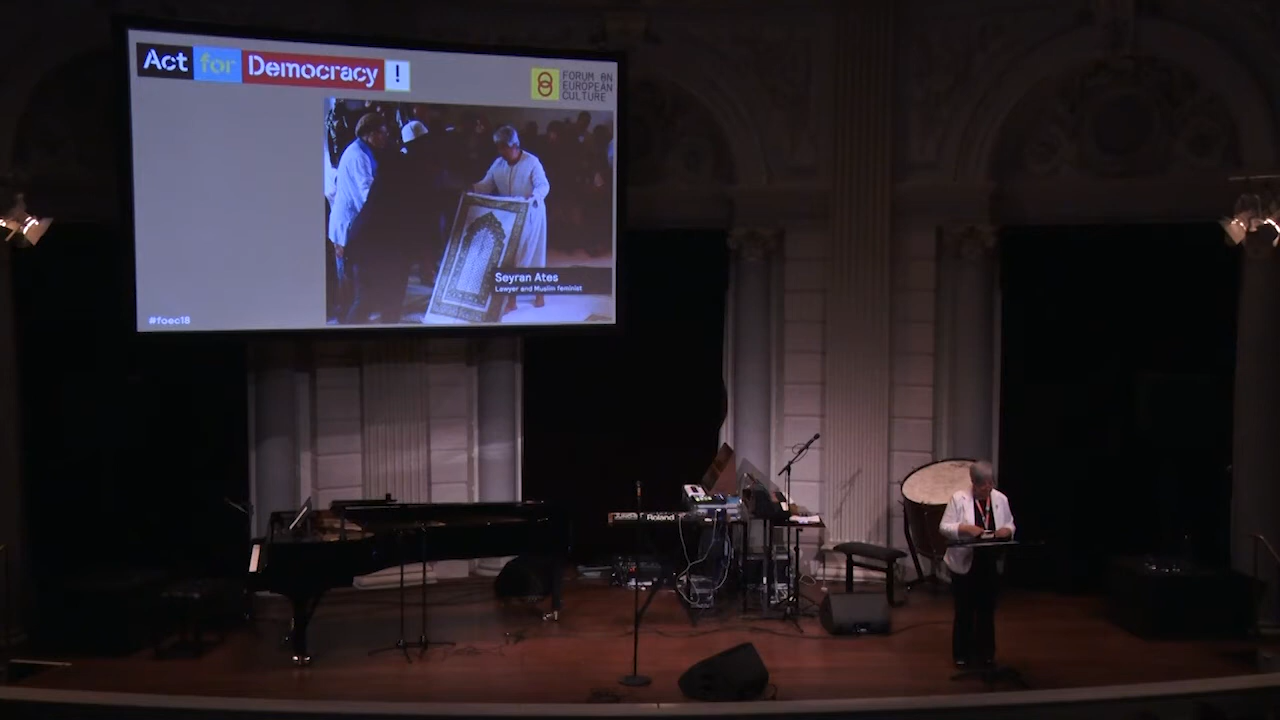 Act for Democracy !
FORUM ON
EUROPEAN
CULTURE
Seyran Ates
Lawyer and Muslim feminist
#foec18
Roland